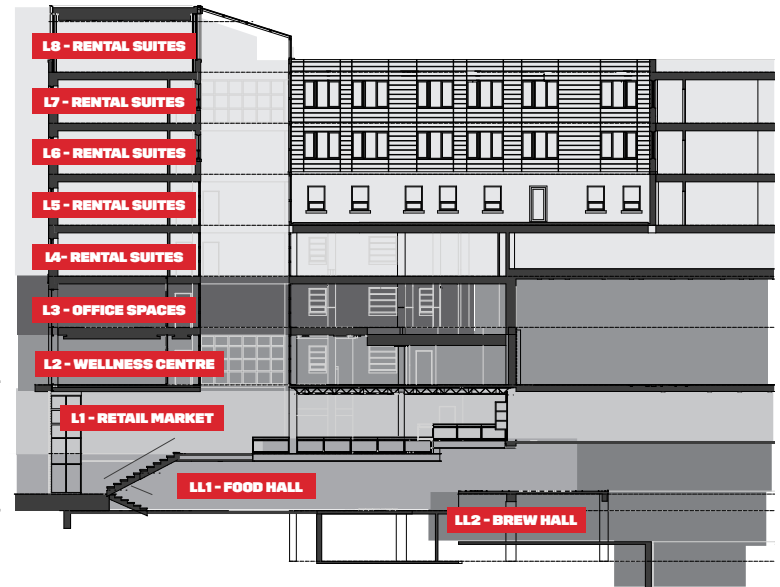 L8 - RENTAL SUITES
L7 - RENTAL SUITES
L6 - RENTAL SUITES
L5 - RENTAL SUITES
L4- RENTAL SUITES
L3 - OFFICE SPACES
L2 - WELLNESS CENTRE
L1 - RETAIL MARKET
LL1 - FOOD HALL
LL2 - BREW HALL